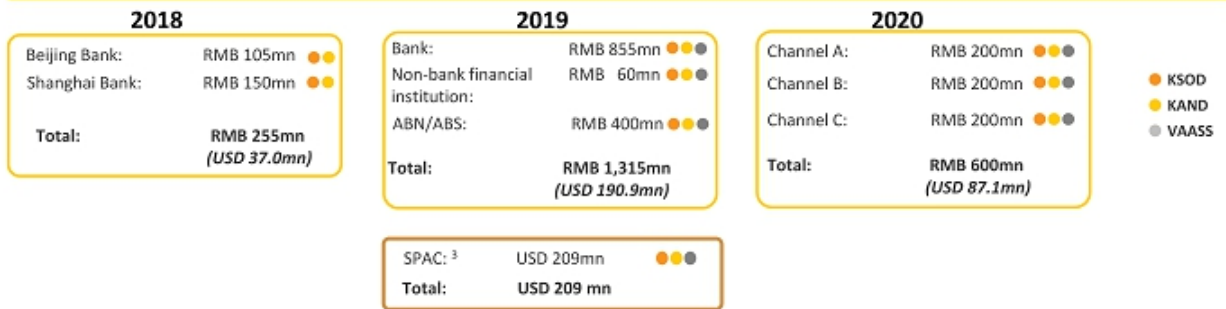 2018
Beijing Bank: RMB 105mn
Shanghai Bank: RMB 150mn
Total: RMB 255mn
(USD 37.0mn)
2019
Bank: RMB 855mn
Non-bank financial RMB 60mn
institution:
ABN/ABS: RMB 400mn
Total: RMB 1,315mn
(USD 190.9mn)
SPAC: 3 USD 209mn
Total: USD 209 mn
2020
Channel A: RMB 200mn
Channel B: RMB 200mn
Channel C: RMB 200mn
Total: RMB 600mn
(USD 87.1mn)
KSOD
KAND
VAASS